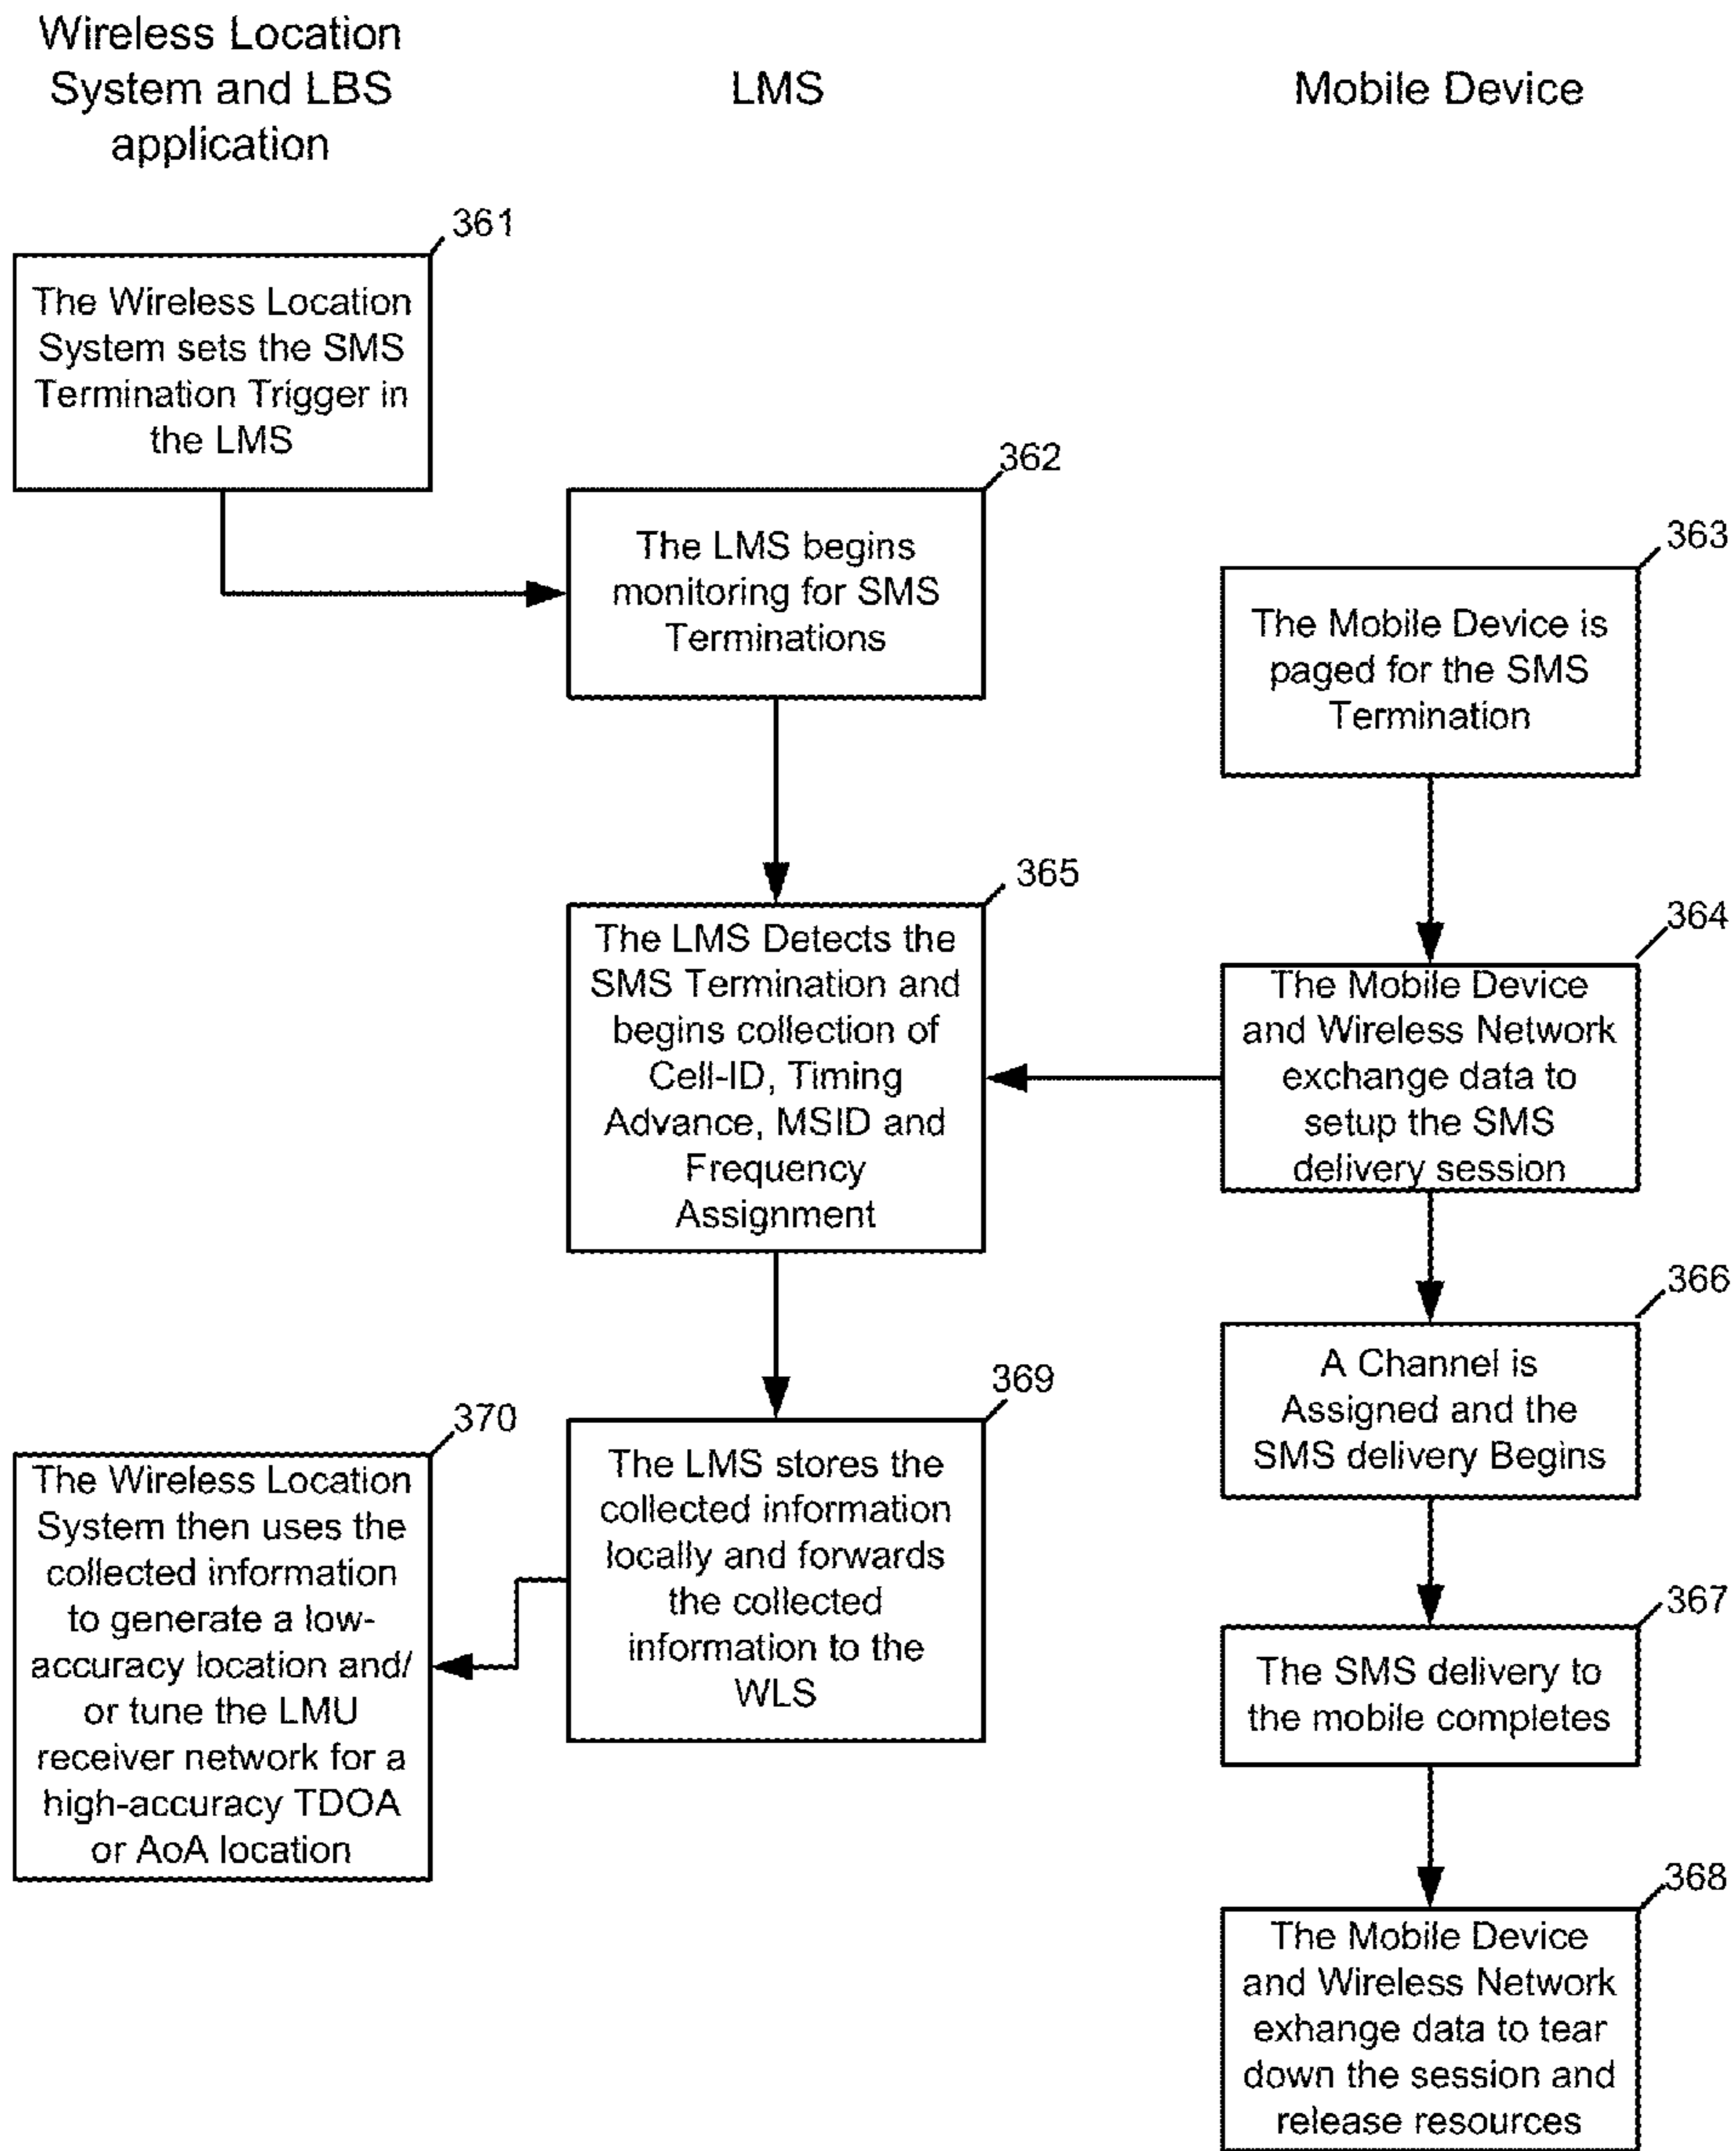 Wireless Location
System and LBS
application
LMS
Mobile Device
361
The Wireless Location
System sets the SMS
Termination Trigger in
the LMS
362
The LMS begins
monitoring for SMS
Terminations
363
The Mobile Device is
paged for the SMS
Termination
365
The LMS Detects the
SMS Termination and
begins collection of
Cell-ID, Timing
Advance, MSID and
Frequency
Assignment
364
The Mobile Device
and Wireless Network
exchange data to
setup the SMS
delivery session
366
A Channel is
Assigned and the
SMS delivery Begins
369
The LMS stores the
collected information
locally and forwards
the collected
information to the
WLS
370
The Wireless Location
System then uses the
collected information
to generate a low-
accuracy location and/
or tune the LMU
receiver network for a
high-accuracy TDOA
or AoA location
367
The SMS delivery to
the mobile completes
368
The Mobile Device
and Wireless Network
exhange data to tear
down the session and
release resources